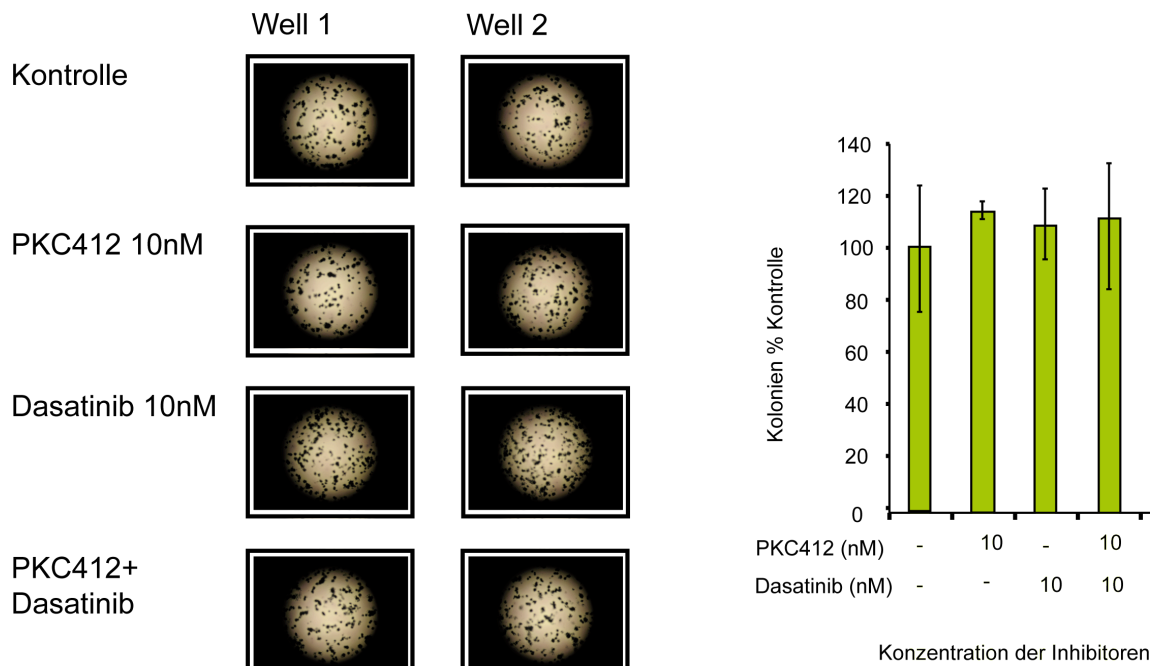 Well 1 Well 2
Kontrolle
PKC412 10nM
Dasatinib 10nM
PKC412+
Dasatinib
Kolonien % Kontrolle
140
120
100
80
60
40
20
0
PKC412 (nM) - 10 - 10
Dasatinib (nM) - - 10 10
Konzentration der Inhibitoren